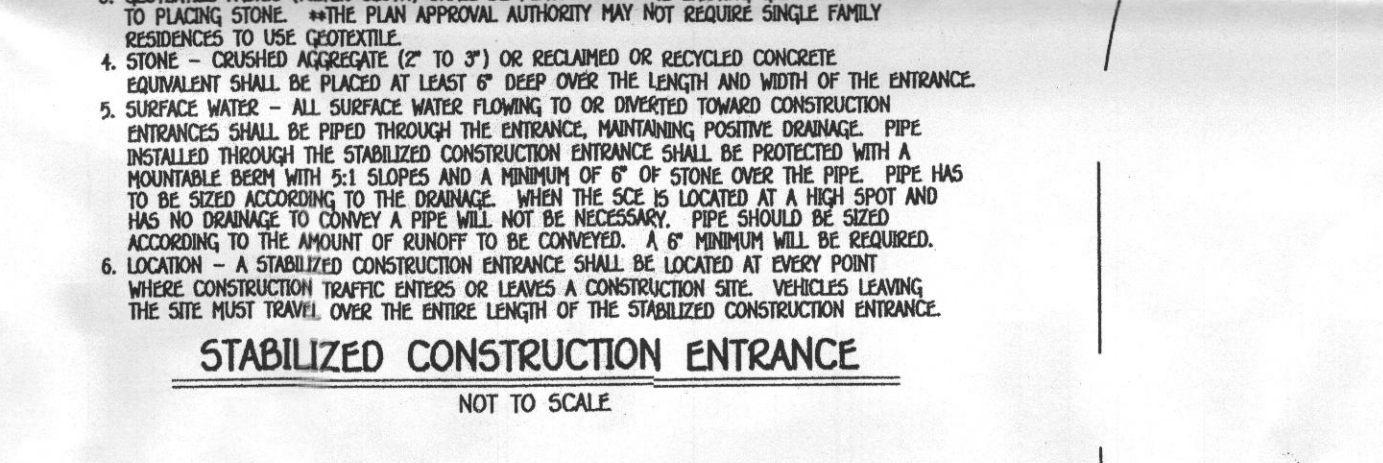 TO PLACING STONE. **THE PLAN APPROVAL AUTHORITY MAY NOT REQUIRE SINGLE FAMILY
RESIDENCES TO USE GEOTEXTILE.
4. STONE - CRUSHED AGGREGATE (2" TO 3") OR RECLAIMED OR RECYCLED CONCRETE
EQUIVALENT SHALL BE PLACED AT LEAST 6" DEEP OVER THE LENGTH AND WIDTH OF THE ENTRANCE.
5. SURFACE WATER - ALL SURFACE WATER FLOWING TO OR DIVERTED TOWARD CONSTRUCTION
ENTRANCES SHALL BE PIPED THROUGH THE ENTRANCE, MAINTAINING POSITIVE DRAINAGE. PIPE
INSTALLED THROUGH THE STABILIZED CONSTRUCTION ENTRANCE SHALL BE PROTECTED WITH A
MOUNTABLE BERM WITH 5:1 SLOPES AND A MINIMUM OF 6" OF STONE OVER THE PIPE. PIPE HAS
TO BE SIZED ACCORDING TO THE DRAINAGE. WHEN THE SCE IS LOCATED AT A HIGH SPOT AND
HAS NO DRAINAGE TO CONVEY A PIPE WILL NOT BE NECESSARY. PIPE SHOULD BE SIZED
ACCORDING TO THE AMOUNT OF RUNOFF TO BE CONVEYED. A 6" MINIMUM WILL BE REQUIRED.
6. LOCATION - A STABILIZED CONSTRUCTION ENTRANCE SHALL BE LOCATED AT EVERY POINT
WHERE CONSTRUCTION TRAFFIC ENTERS OR LEAVES A CONSTRUCTION SITE. VEHICLES LEAVING
THE SITE MUST TRAVEL OVER THE ENTIRE LENGTH OF THE STABILIZED CONSTRUCTION ENTRANCE.
STABILIZED CONSTRUCTION ENTRANCE
NOT TO SCALE